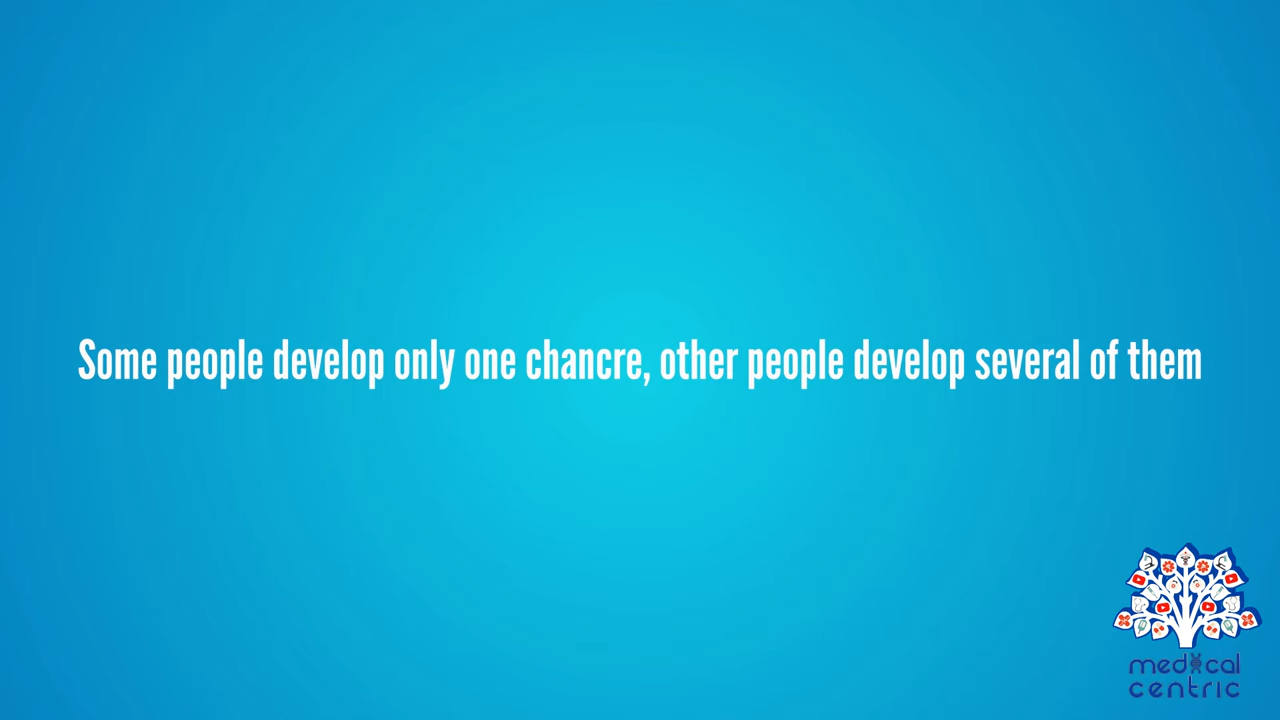 Some people develop only one chancre, other people develop several of them
medical
centric